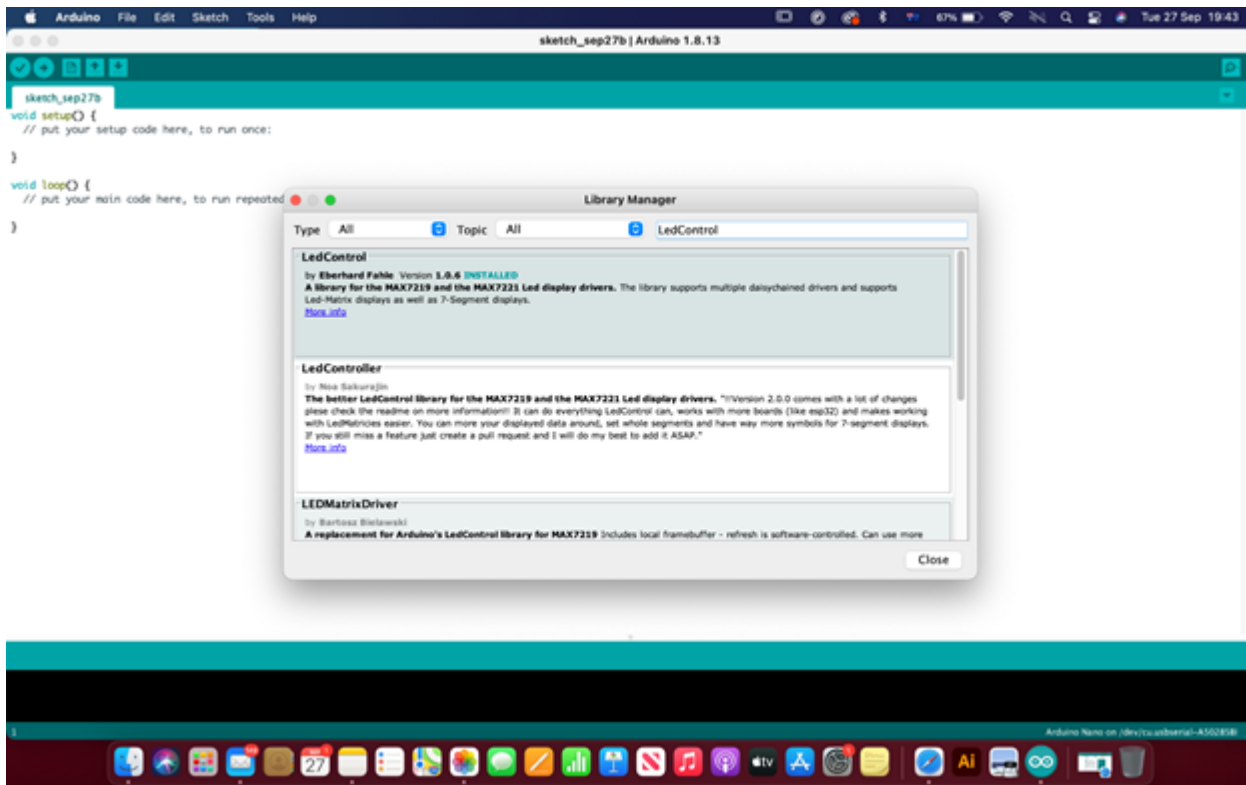 Arduino File Edit Sketch Tools Help 67% Tue 27 Sep 19:43
sketch_sep27b | Arduino 1.8.13
sketch_sep27b
void setup() {
// put your setup code here, to run once:
}
void loop() {
// put your main code here, to run repeated
}
Library Manager
Type All Topic All LedControl
LedControl
by Eberhard Fahle Version 1.0.6 INSTALLED
A library for the MAX7219 and the MAX7221 Led display drivers. The library supports multiple daisychained drivers and supports
Led-Matrix displays as well as 7-Segment displays.
More info
LedController
by Noa Sakurajin
The better LedControl library for the MAX7219 and the MAX7221 Led display drivers. "!!Version 2.0.0 comes with a lot of changes
plese check the readme on more information!! It can do everything LedControl can, works with more boards (like esp32) and makes working
with LedMatricies easier. You can more your displayed data around, set whole segments and have way more symbols for 7-segment displays.
If you still miss a feature just create a pull request and I will do my best to add it ASAP."
More info
LEDMatrixDriver
by Bartosz Bielawski
A replacement for Arduino's LedControl library for MAX7219 Includes local framebuffer - refresh is software-controlled. Can use more
Close
1
Arduino Nano on /dev/cu.usbserial-A50285BI
27
tv
Ai